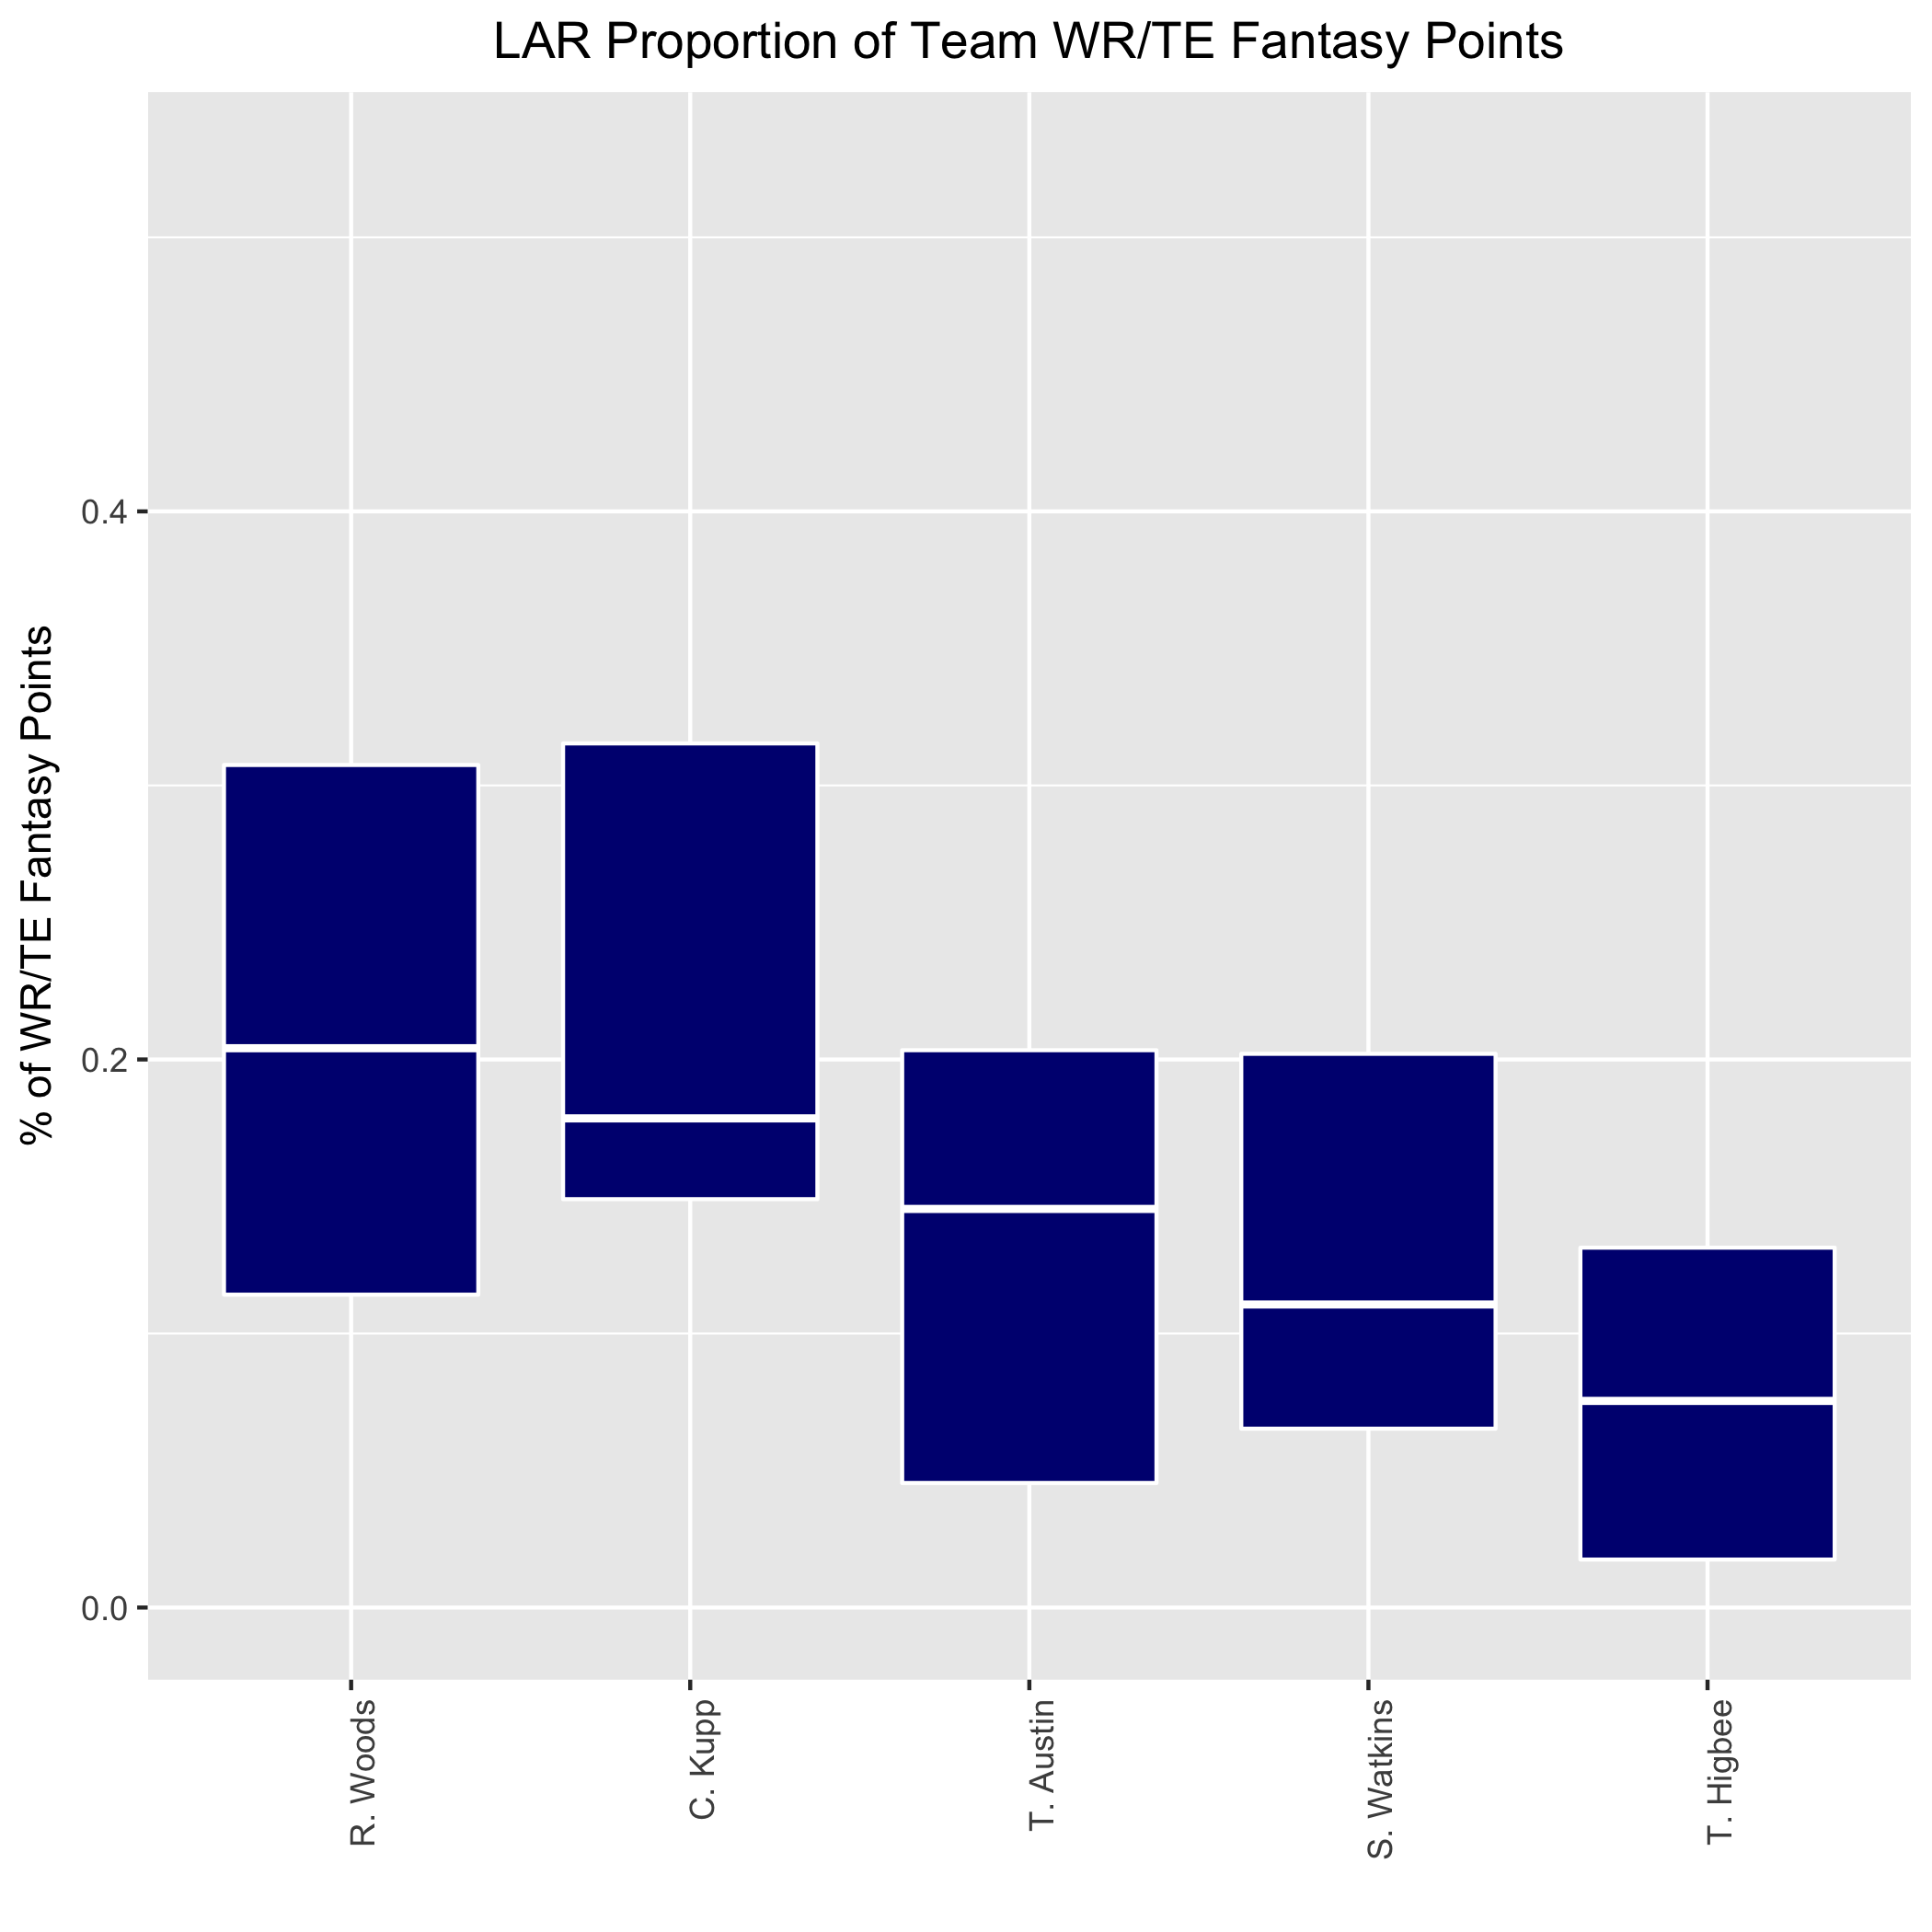 LAR Proportion of Team WR/TE Fantasy Points
% of WR/TE Fantasy Points
0.4
0.2
0.0
R. Woods
C. Kupp
T. Austin
S. Watkins
T. Higbee